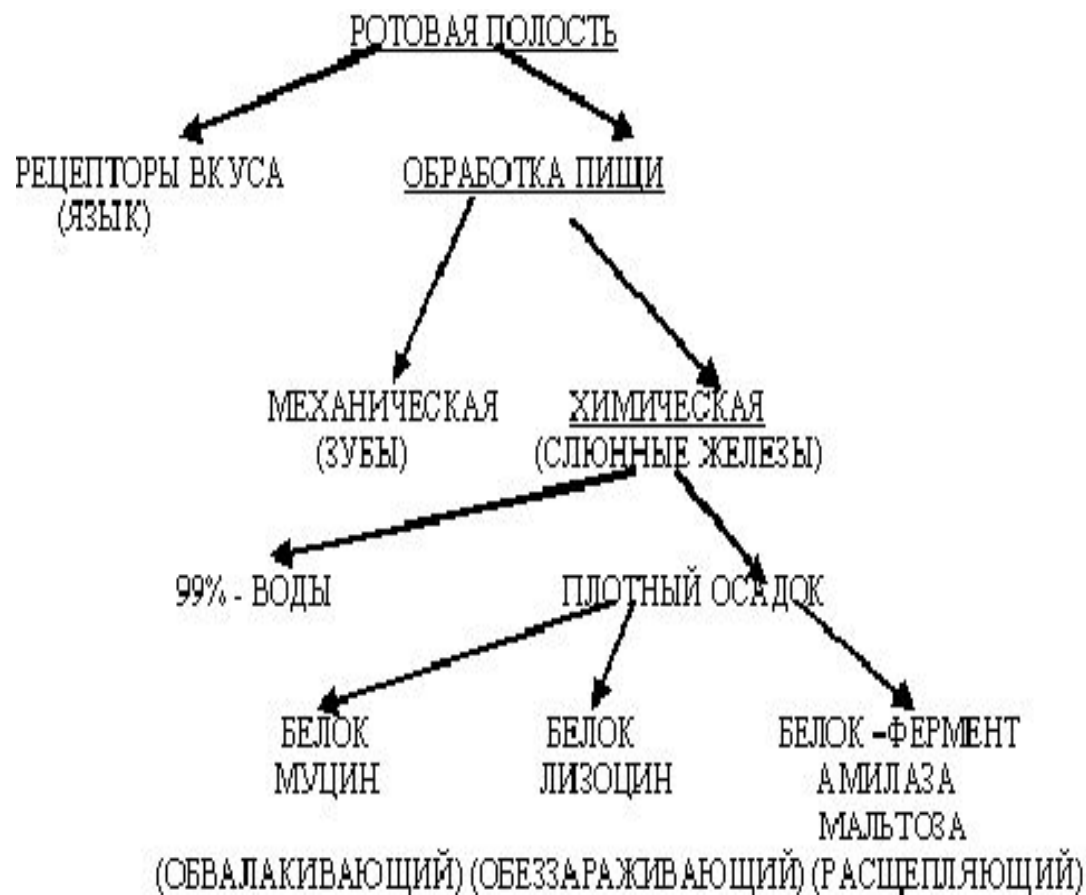 РОТОВАЯ ПОЛОСТЬ
РЕЦЕПТОРЫ ВКУСА
(ЯЗЫК)
ОБРАБОТКА ПИЩИ
МЕХАНИЧЕСКАЯ
(ЗУБЫ)
ХИМИЧЕСКАЯ
(СЛЮННЫЕ ЖЕЛЕЗЫ)
99% - ВОДЫ
ПЛОТНЫЙ ОСАДОК
БЕЛОК
МУЦИН
БЕЛОК
ЛИЗОЦИН
БЕЛОК –ФЕРМЕНТ
АМИЛАЗА
МАЛЬТОЗА
(ОБВАЛАКИВАЮЩИЙ) (ОБЕЗЗАРАЖИВАЮЩИЙ) (РАСЩЕПЛЯЮЩИЙ)